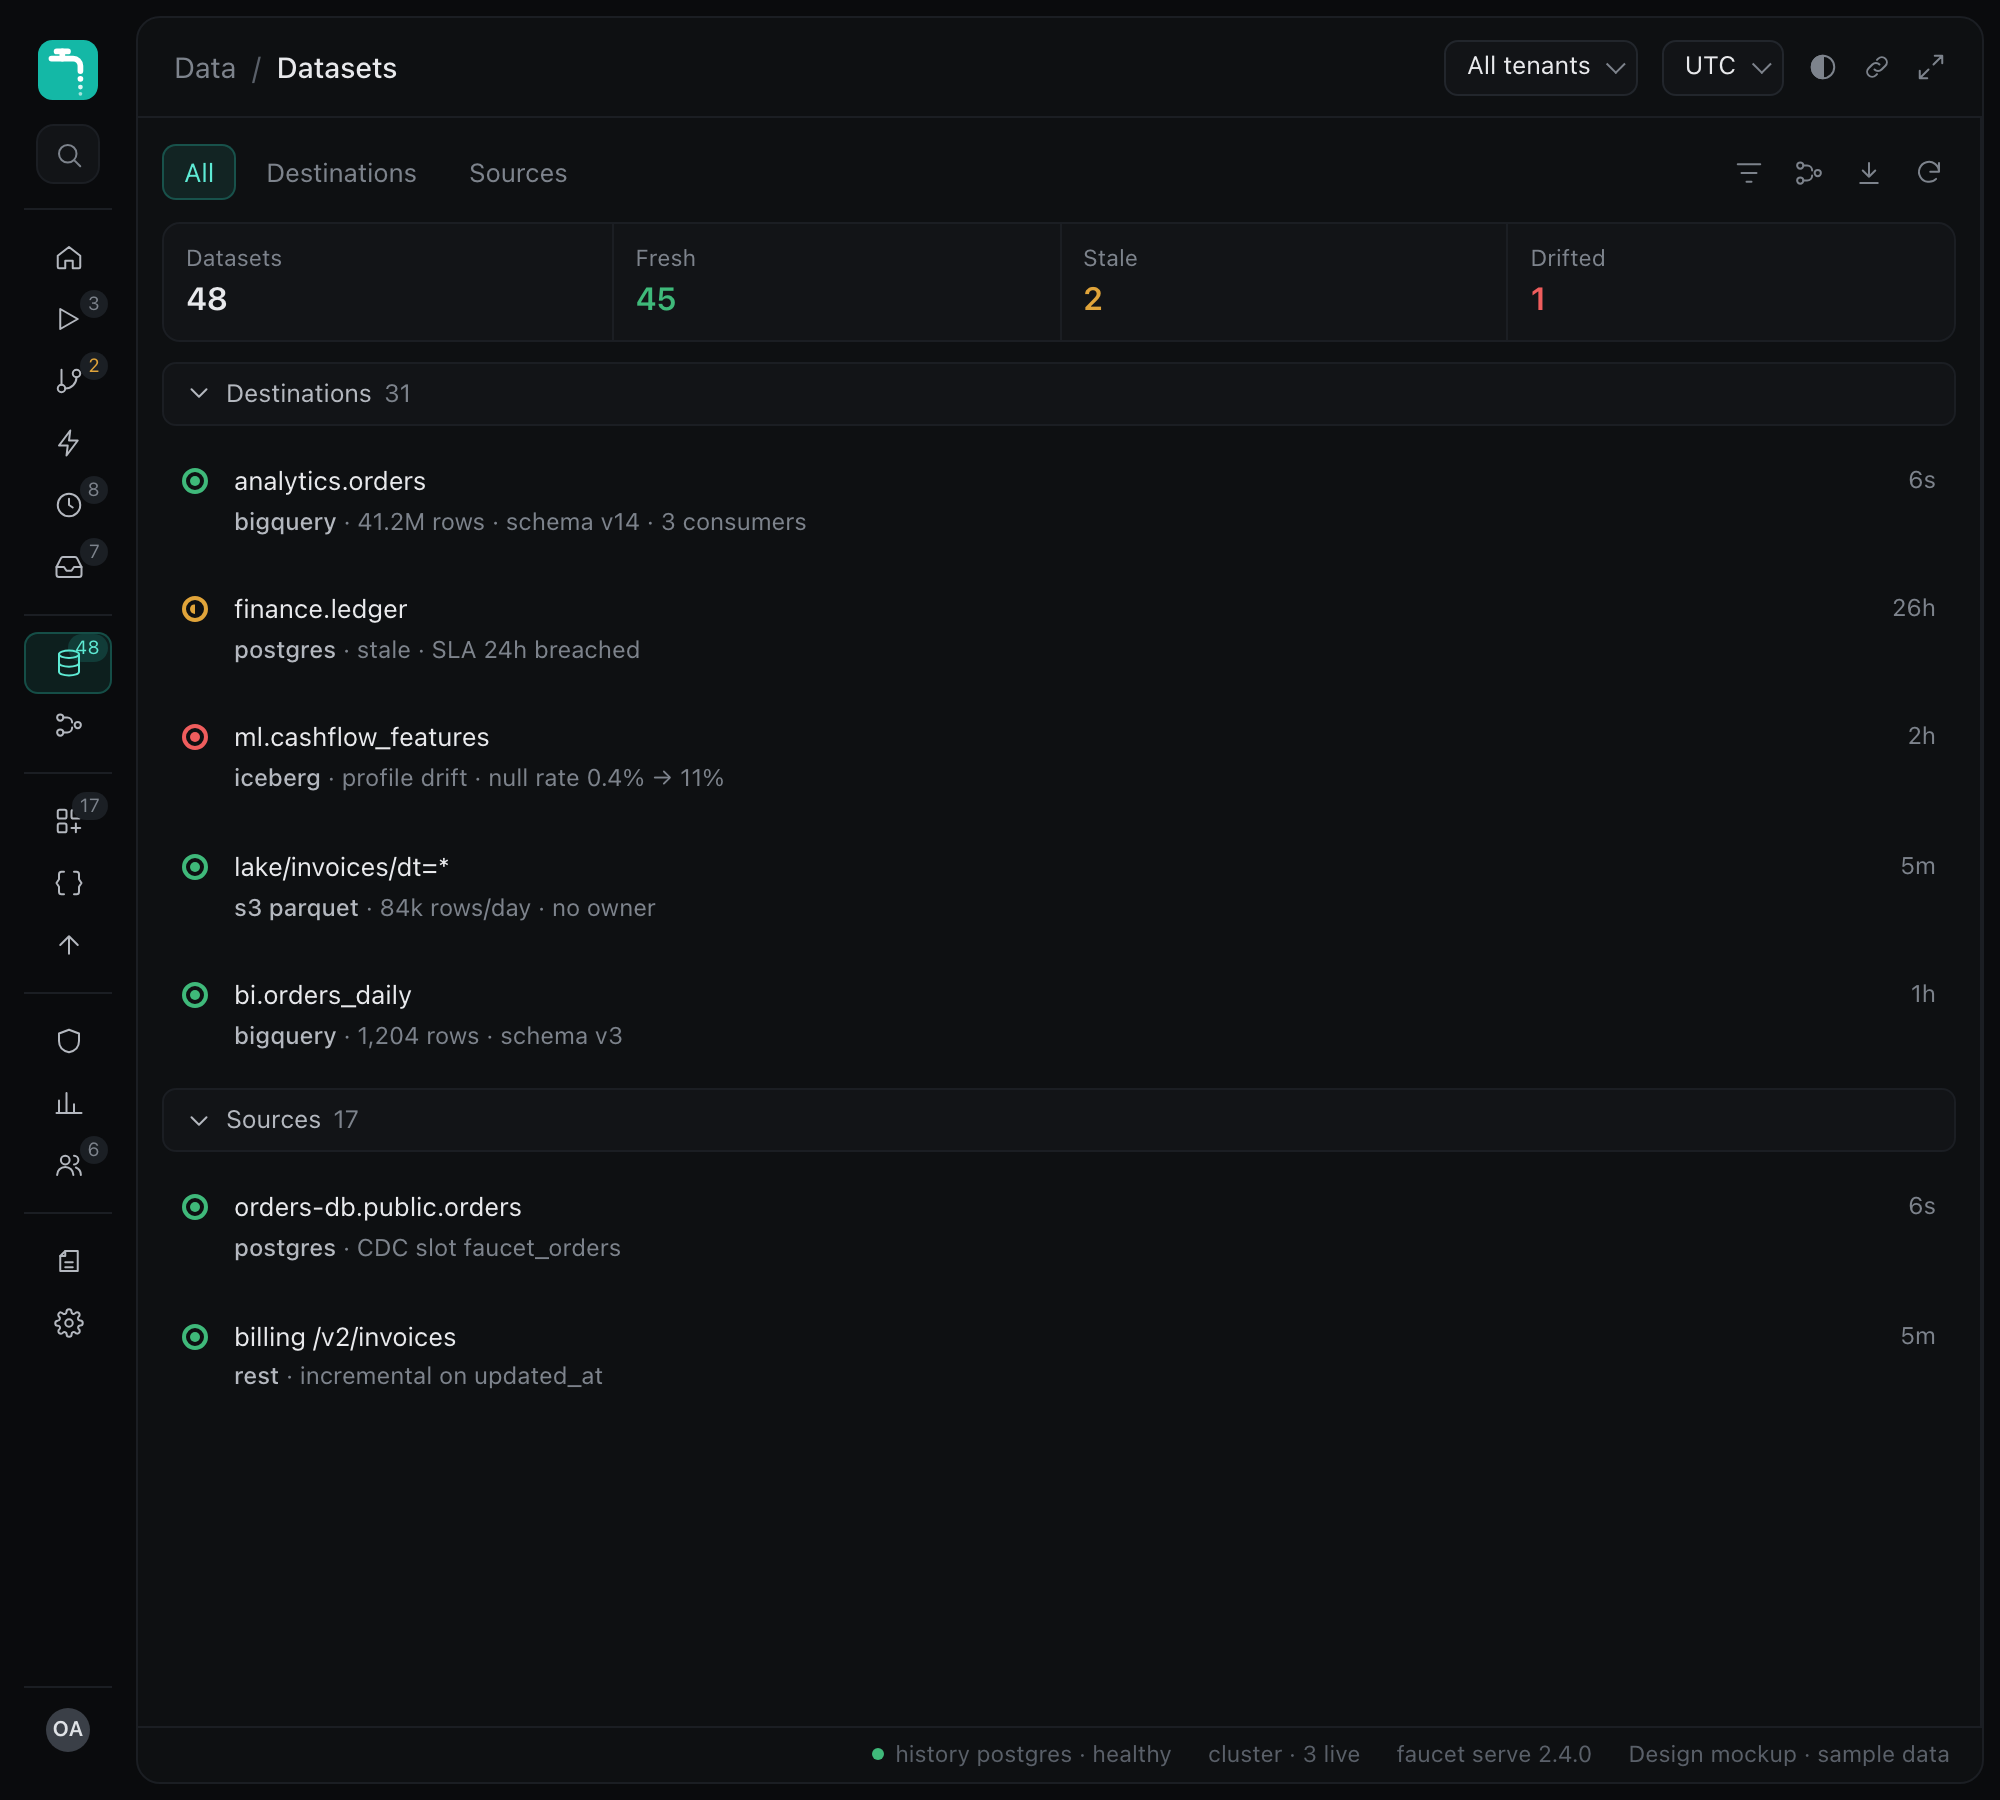 Data / Datasets
All tenants
UTC
3
2
8
7
48
17
6
OA
All
Destinations
Sources
Datasets
48
Fresh
45
Stale
2
Drifted
1
Destinations 31
analytics.orders
6s
bigquery · 41.2M rows · schema v14 · 3 consumers
finance.ledger
26h
postgres · stale · SLA 24h breached
ml.cashflow_features
2h
iceberg · profile drift · null rate 0.4% → 11%
lake/invoices/dt=*
5m
s3 parquet · 84k rows/day · no owner
bi.orders_daily
1h
bigquery · 1,204 rows · schema v3
Sources 17
orders-db.public.orders
6s
postgres · CDC slot faucet_orders
billing /v2/invoices
5m
rest · incremental on updated_at
history postgres · healthy
cluster · 3 live
faucet serve 2.4.0
Design mockup · sample data